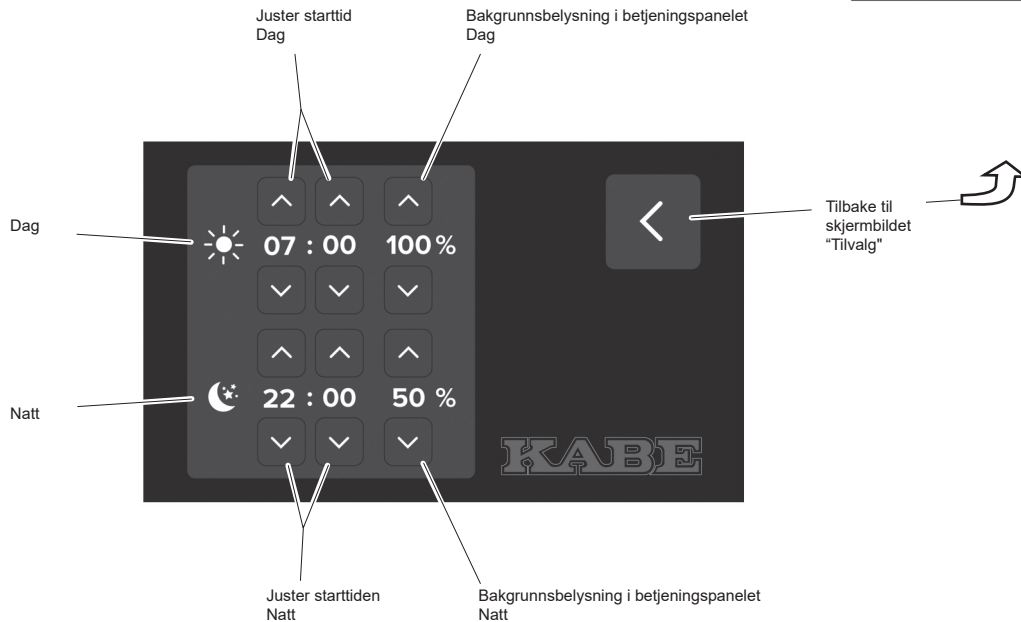 Juster starttid
Dag
Bakgrunnsbelysning i betjeningspanelet
Dag
Dag
07 : 00 100 %
Tilbake til
skjermbildet
“Tilvalg"
Natt
22 : 00 50 %
KABE
Juster starttiden
Natt
Bakgrunnsbelysning i betjeningspanelet
Natt